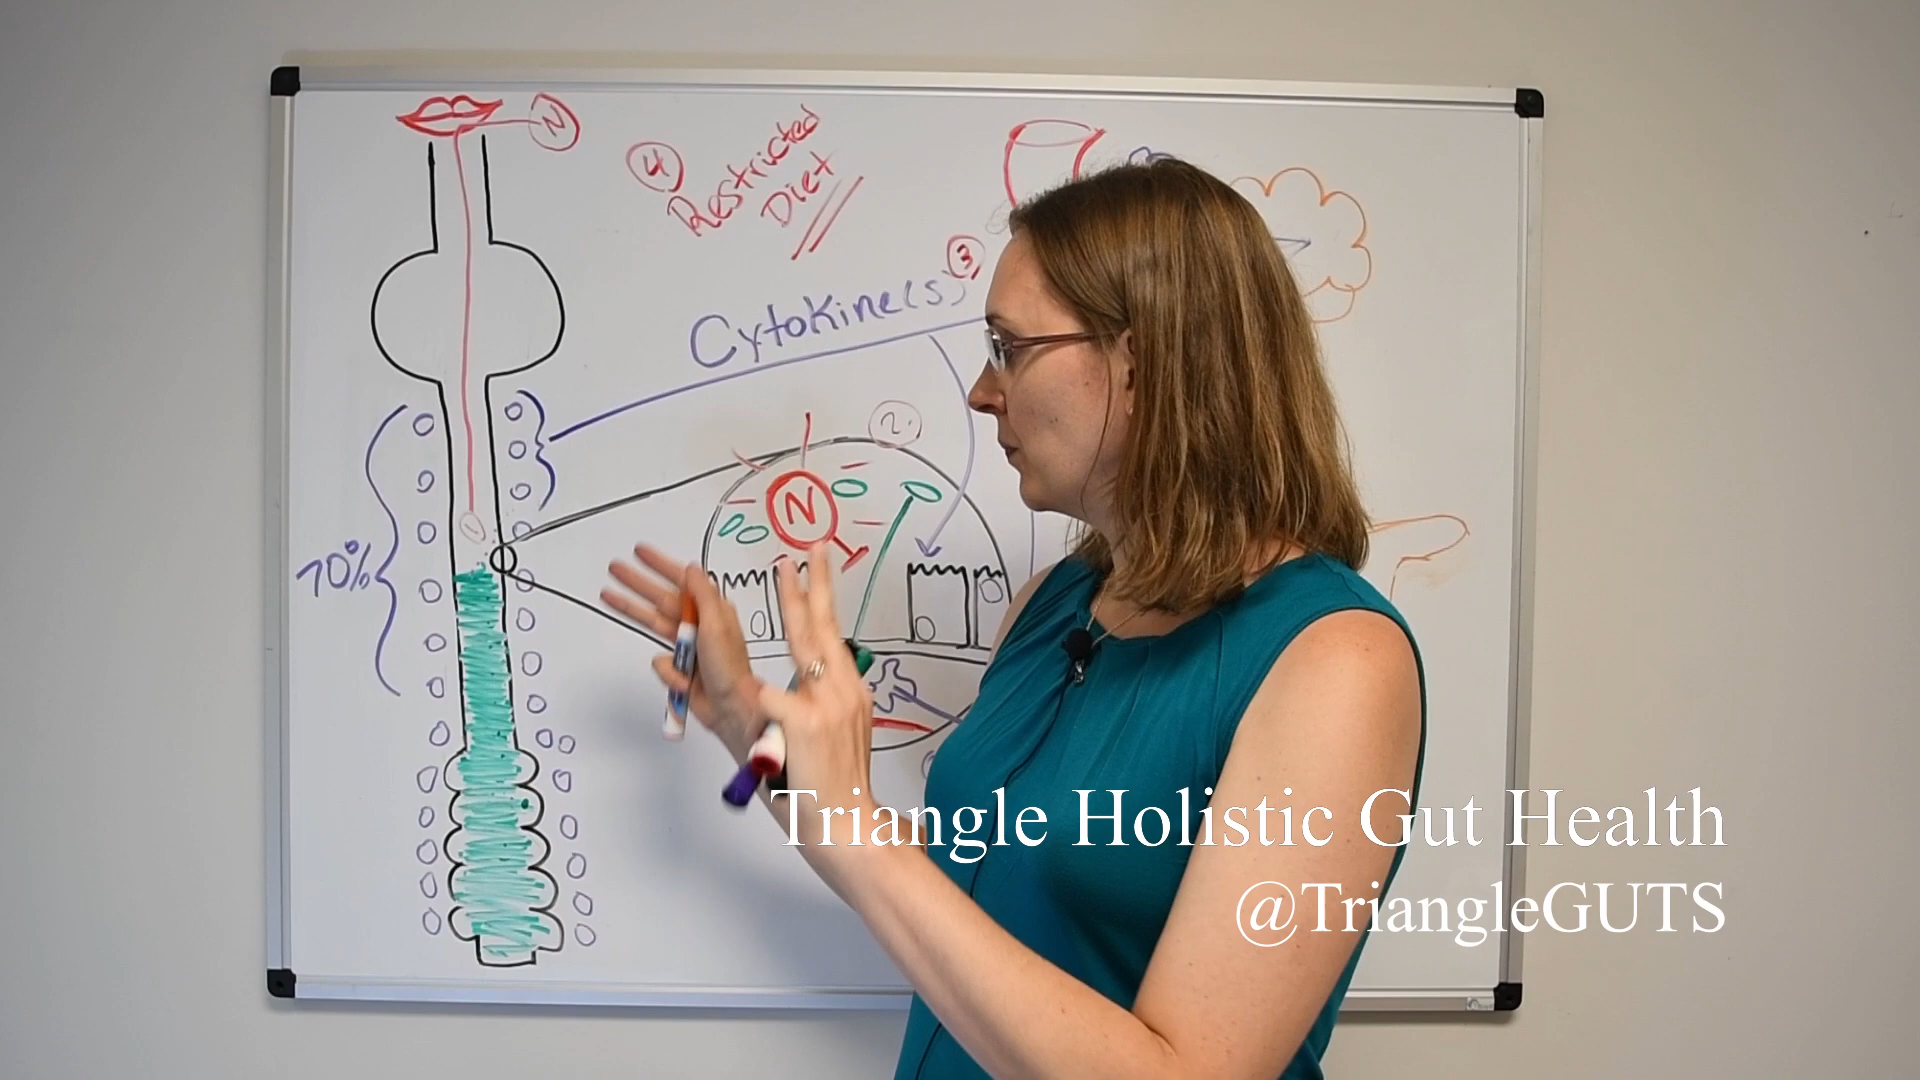 N
4
Restricted
Diet
3
Cytokine(s)
2.
N
70%
Triangle Holistic Gut Health
@TriangleGUTS